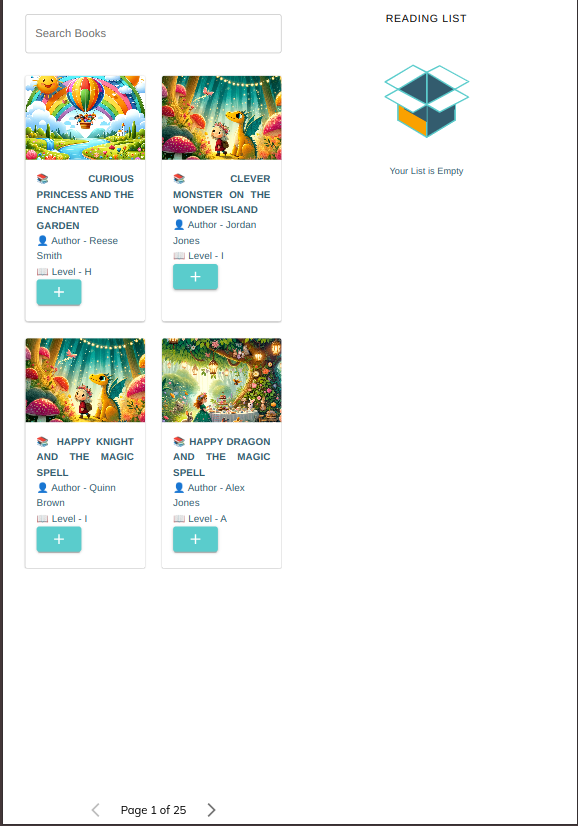 Search Books
READING LIST
Your List is Empty
📚 CURIOUS
PRINCESS AND THE
ENCHANTED
GARDEN
👤 Author - Reese
Smith
📖 Level - H
+
📚 CLEVER
MONSTER ON THE
WONDER ISLAND
👤 Author - Jordan
Jones
📖 Level - I
+
📚 HAPPY KNIGHT
AND THE MAGIC
SPELL
👤 Author - Quinn
Brown
📖 Level - I
+
📚 HAPPY DRAGON
AND THE MAGIC
SPELL
👤 Author - Alex
Jones
📖 Level - A
+
Page 1 of 25